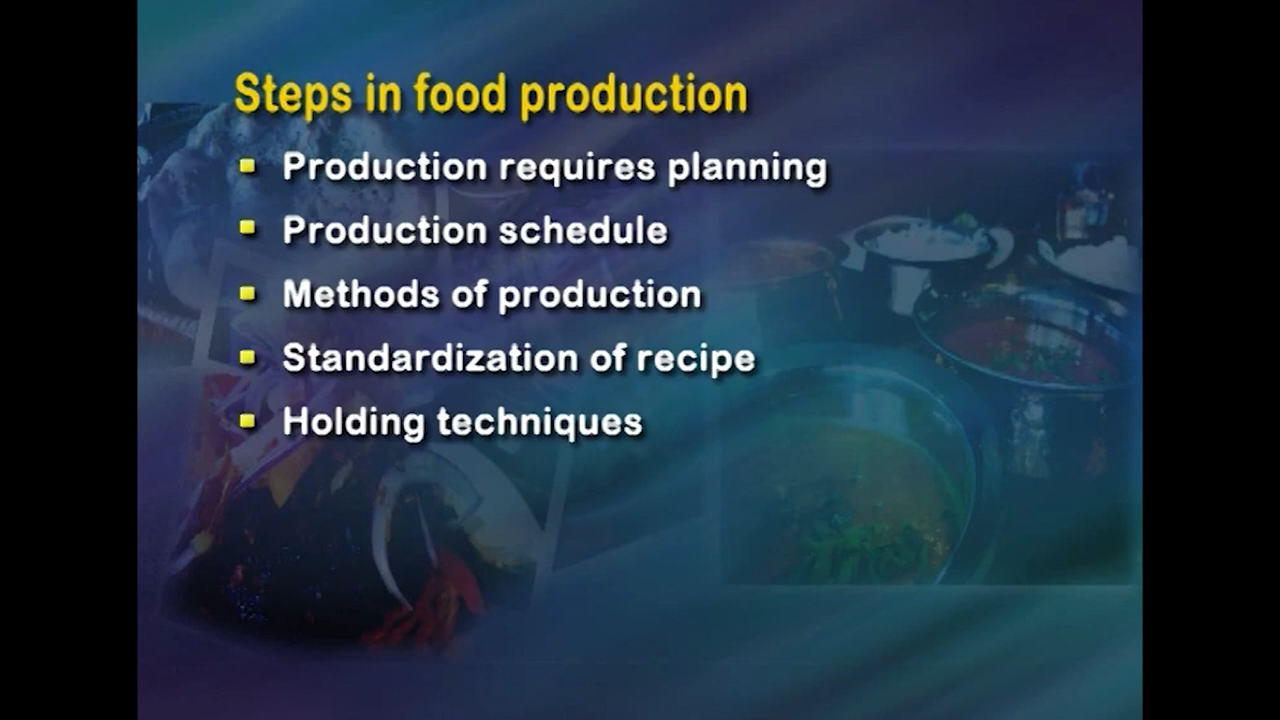 Steps in food production
Production requires planning
Production schedule
Methods of production
Standardization of recipe
Holding techniques